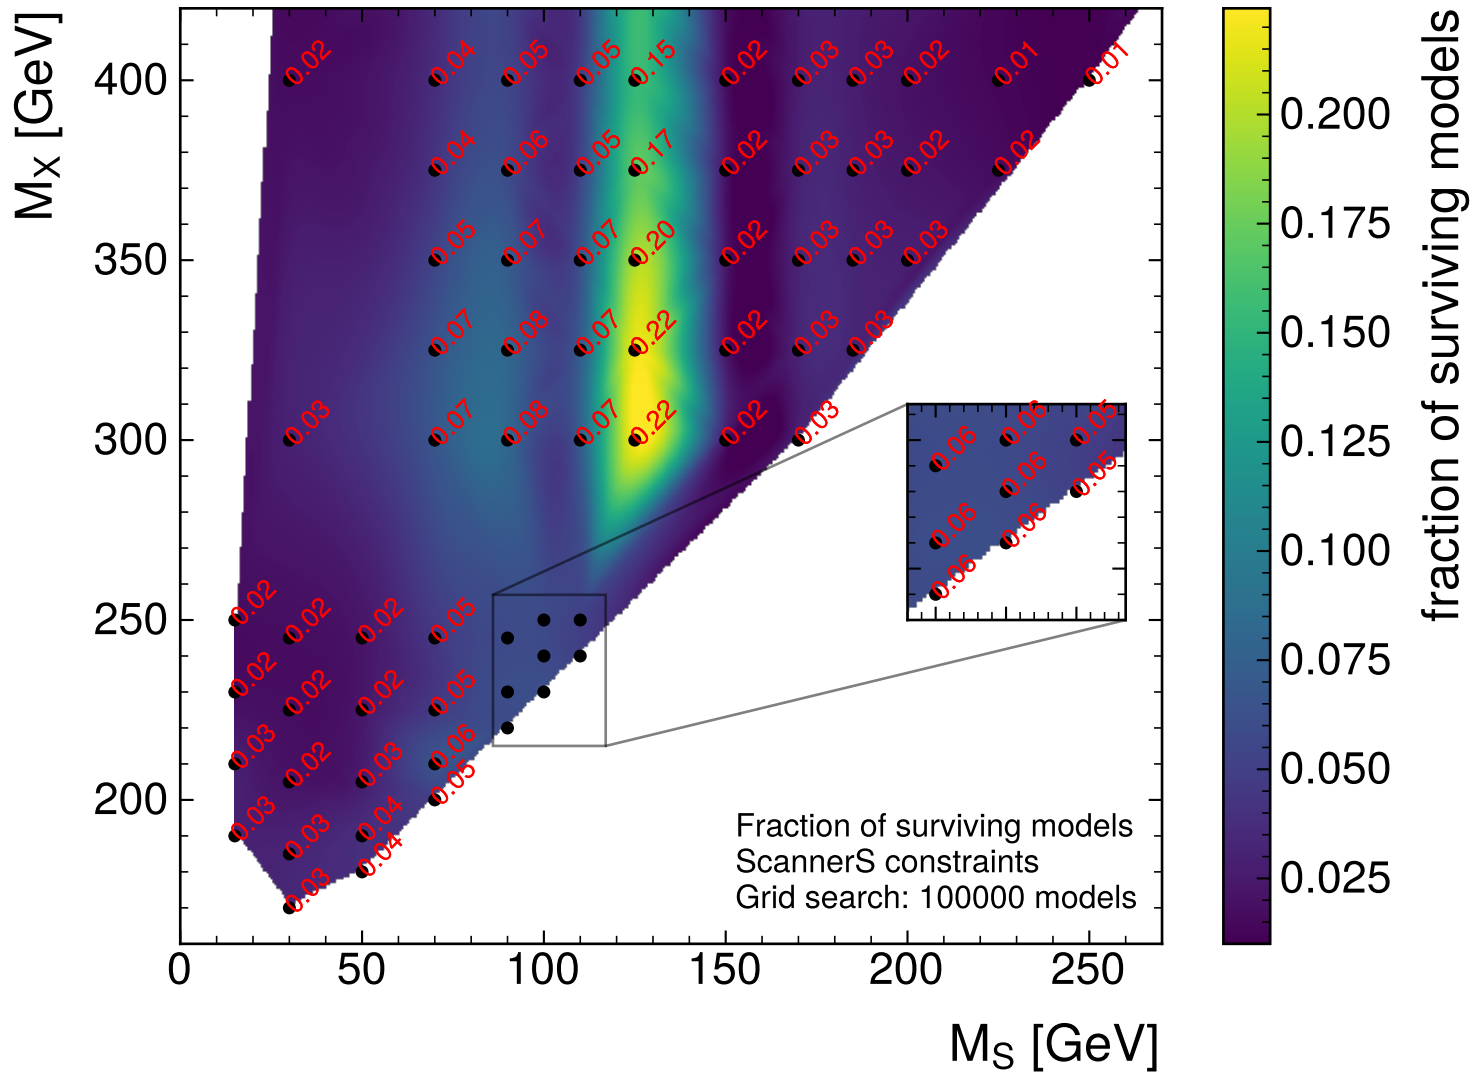 M_X [GeV]
400
350
300
250
200
0.02 0.04 0.05 0.05 0.15 0.02 0.03 0.03 0.02 0.01 0.01
0.04 0.06 0.05 0.17 0.02 0.03 0.03 0.02 0.02
0.05 0.07 0.07 0.20 0.02 0.03 0.03 0.03
0.07 0.08 0.07 0.22 0.02 0.03 0.03
0.03 0.07 0.08 0.07 0.22 0.02 0.03
0.02 0.02 0.02 0.05
0.02 0.02 0.02 0.05
0.03 0.02 0.03 0.06
0.05
0.03 0.03 0.04
0.04
0.03
0.06 0.06 0.05
0.06 0.05
0.06 0.06
0.06
Fraction of surviving models
ScannerS constraints
Grid search: 100000 models
0 50 100 150 200 250
M_S [GeV]
0.200
0.175
0.150
0.125
0.100
0.075
0.050
0.025
fraction of surviving models